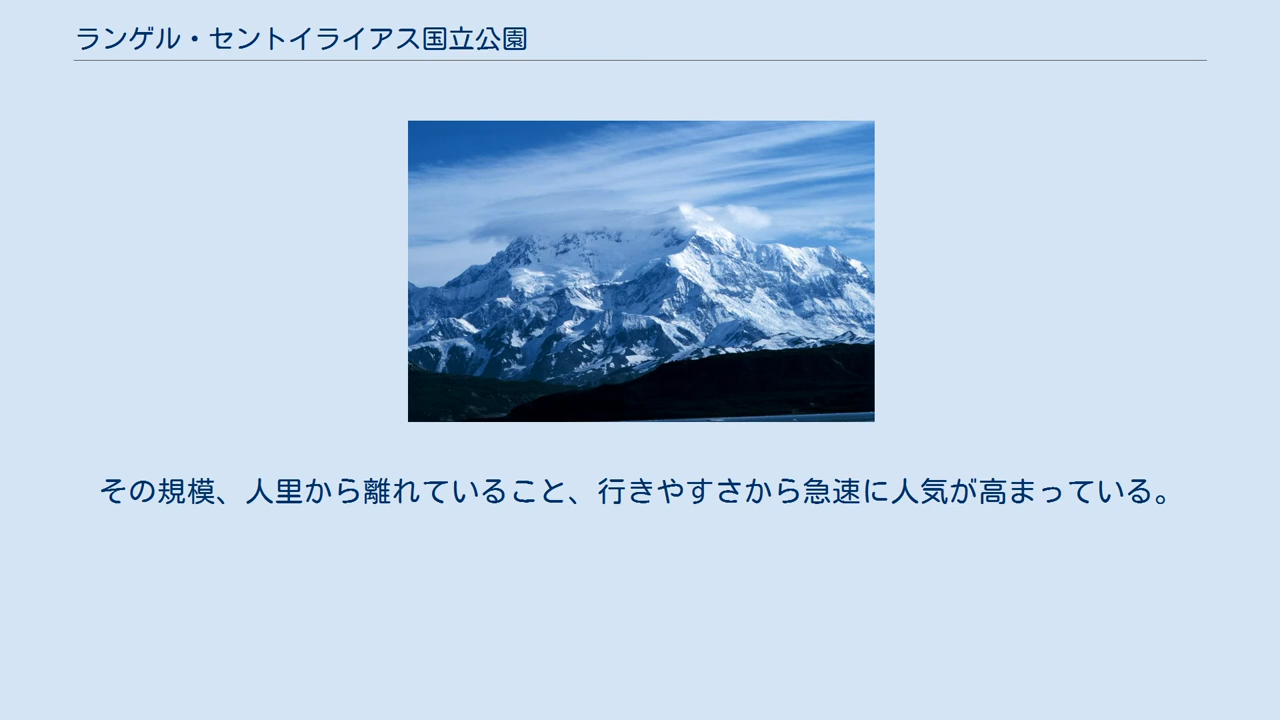 ランゲル・セントイライアス国立公園
その規模、人里から離れていること、行きやすさから急速に人気が高まっている。